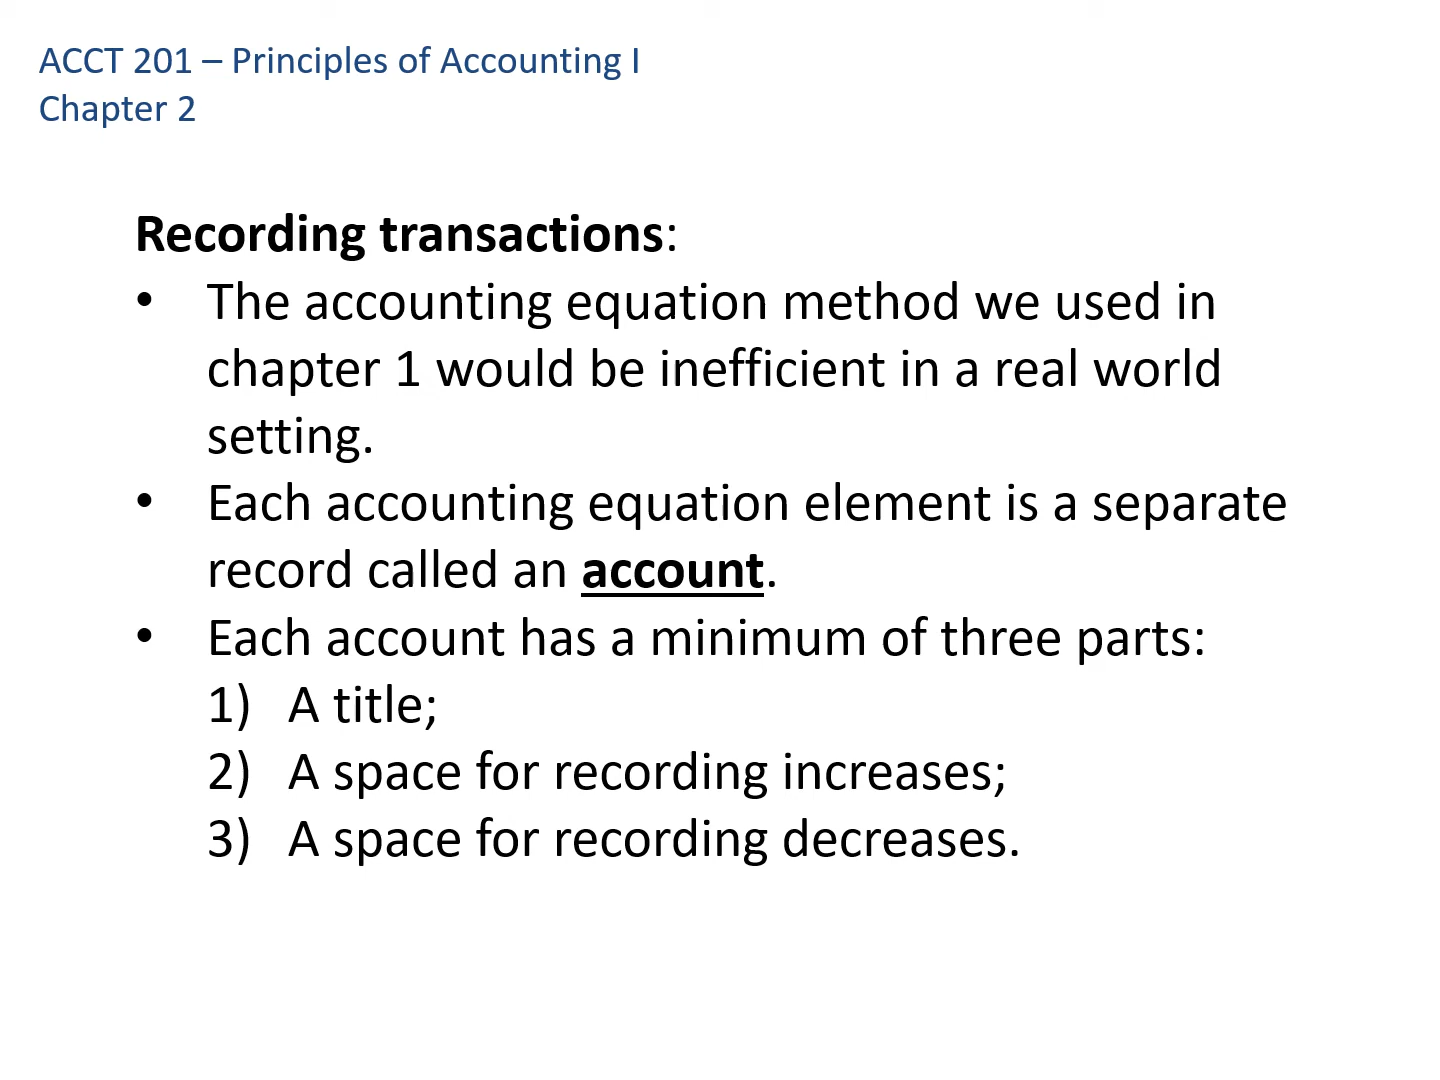 ACCT 201 – Principles of Accounting I
Chapter 2
Recording transactions:
• The accounting equation method we used in
chapter 1 would be inefficient in a real world
setting.
• Each accounting equation element is a separate
record called an account.
• Each account has a minimum of three parts:
1) A title;
2) A space for recording increases;
3) A space for recording decreases.